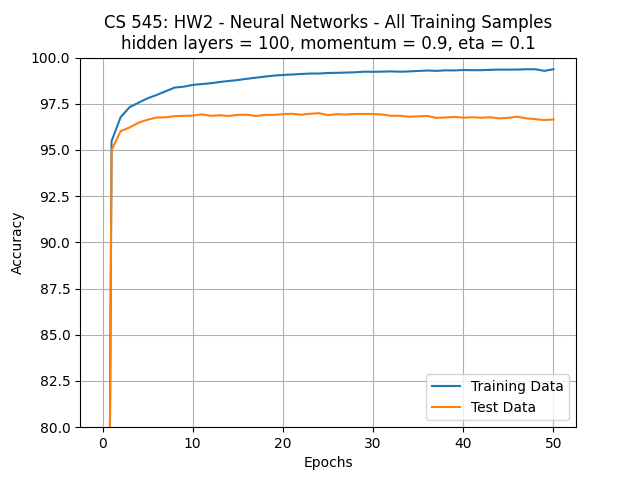 CS 545: HW2 - Neural Networks - All Training Samples
hidden layers = 100, momentum = 0.9, eta = 0.1
100.0
97.5
95.0
92.5
90.0
87.5
85.0
82.5
80.0
Accuracy
0
10
20
30
40
50
Epochs
Training Data
Test Data